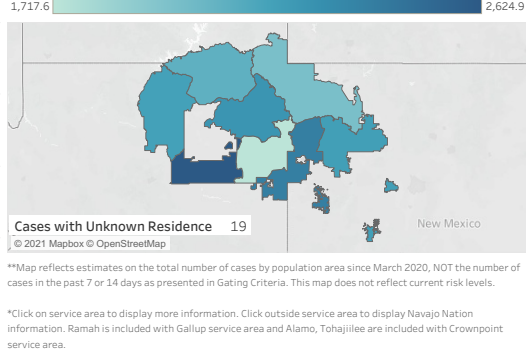 1,717.6 2,624.9
New Mexico
Cases with Unknown Residence 19
© 2021 Mapbox © OpenStreetMap
**Map reflects estimates on the total number of cases by population area since March 2020, NOT the number of
cases in the past 7 or 14 days as presented in Gating Criteria. This map does not reflect current risk levels.
*Click on service area to display more information. Click outside service area to display Navajo Nation
information. Ramah is included with Gallup service area and Alamo, Tohajiilee are included with Crownpoint
service area.